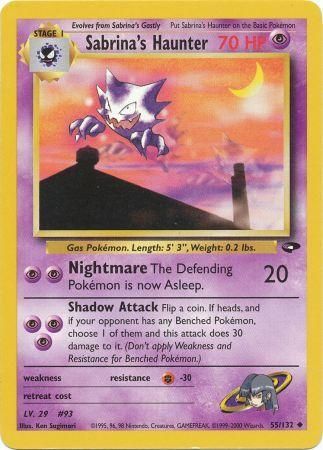 Evolves from Sabrina's Gastly Put Sabrina's Haunter on the Basic Pokémon
STAGE 1
Sabrina's Haunter 70 HP
Gas Pokémon. Length: 5' 3", Weight: 0.2 lbs.
Nightmare The Defending 20
Pokémon is now Asleep.
Shadow Attack Flip a coin. If heads, and
if your opponent has any Benched Pokémon,
choose 1 of them and this attack does 30
damage to it. (Don't apply Weakness and
Resistance for Benched Pokémon.)
weakness resistance -30
retreat cost
LV. 29 #93
Illus. Ken Sugimori ©1995, 96, 98 Nintendo, Creatures, GAMEFREAK. ©1999-2000 Wizards. 55/132